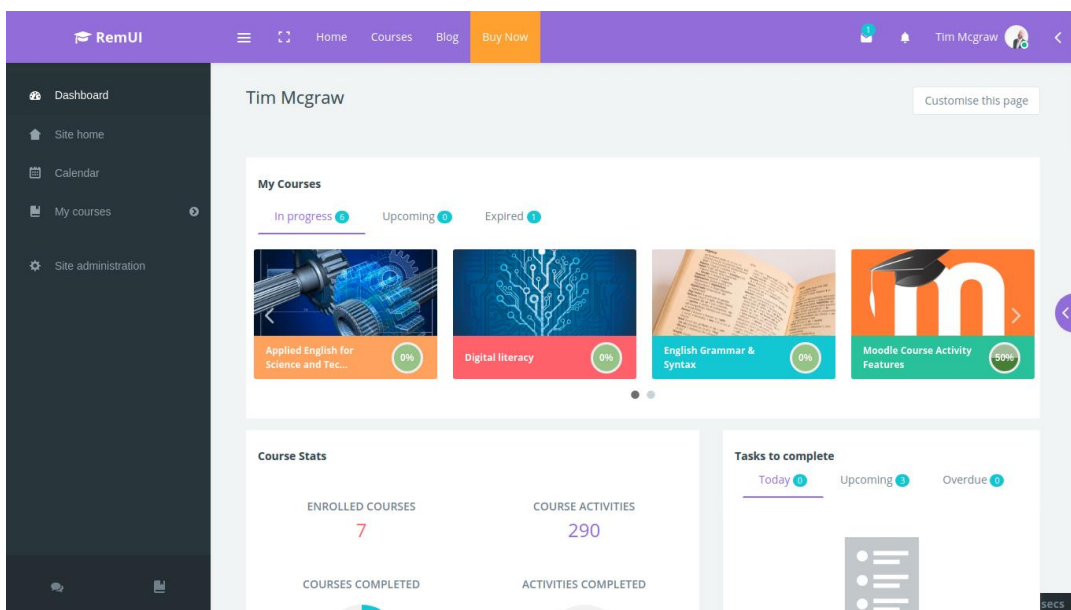 RemUI
Home Courses Blog Buy Now
1
Tim Mcgraw
Dashboard
Site home
Calendar
My courses
Site administration
Tim Mcgraw
Customise this page
My Courses
In progress 6 Upcoming 0 Expired 1
Applied English for
Science and Tec...
0%
Digital literacy
0%
English Grammar &
Syntax
0%
Moodle Course Activity
Features
50%
Course Stats
ENROLLED COURSES
7
COURSE ACTIVITIES
290
COURSES COMPLETED
ACTIVITIES COMPLETED
Tasks to complete
Today 0 Upcoming 3 Overdue 0
secs